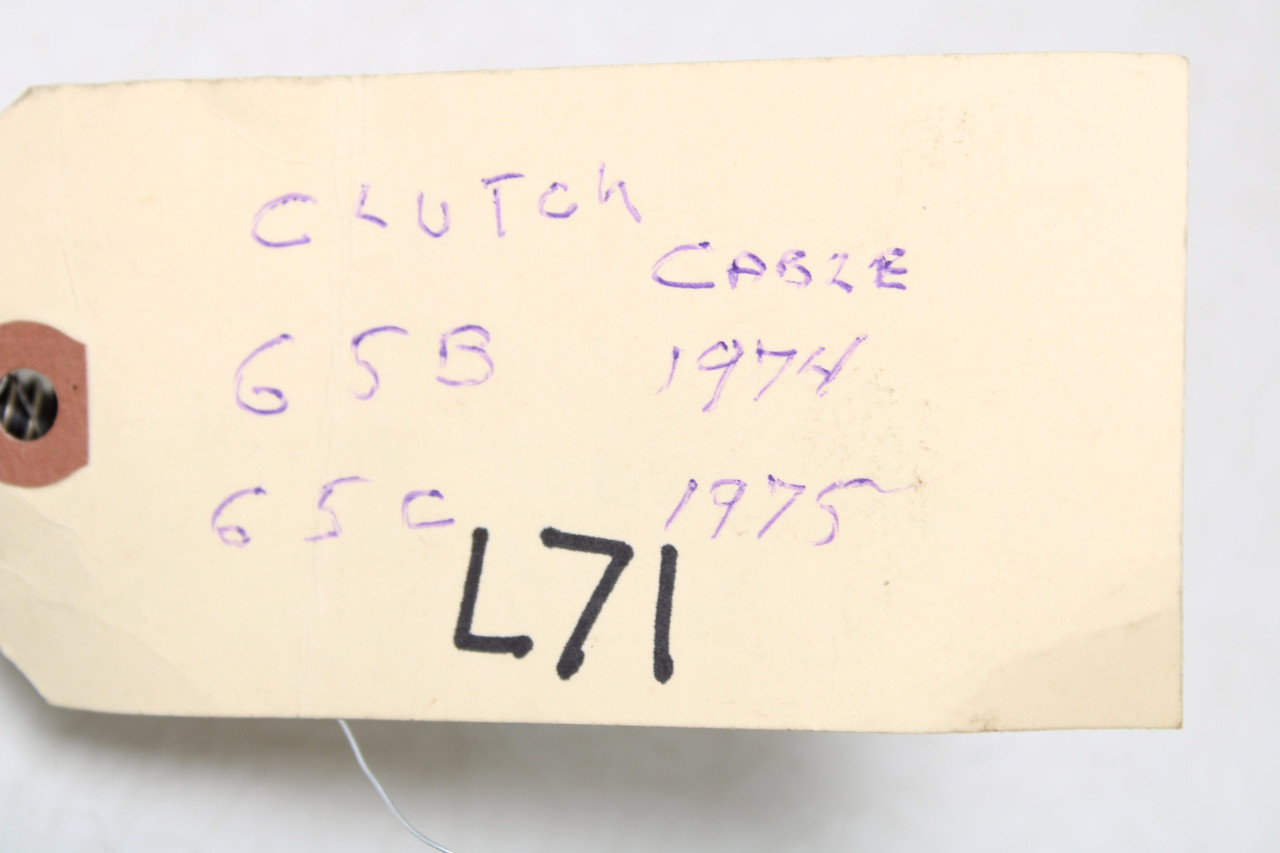 CLUTCH
CABLE
65B 1974
65C 1975
L71